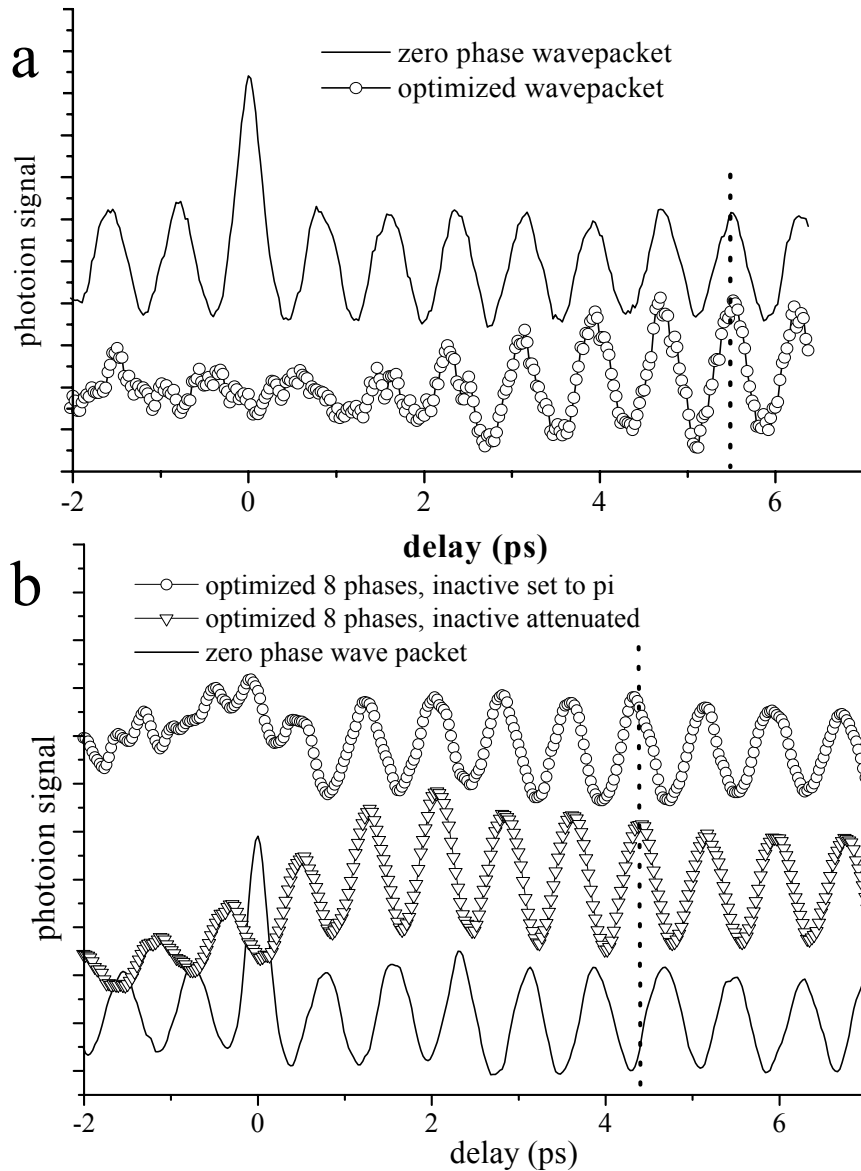 a
zero phase wavepacket
optimized wavepacket
photoion signal
-2 0 2 4 6
delay (ps)
b
optimized 8 phases, inactive set to pi
optimized 8 phases, inactive attenuated
zero phase wave packet
photoion signal
-2 0 2 4 6
delay (ps)